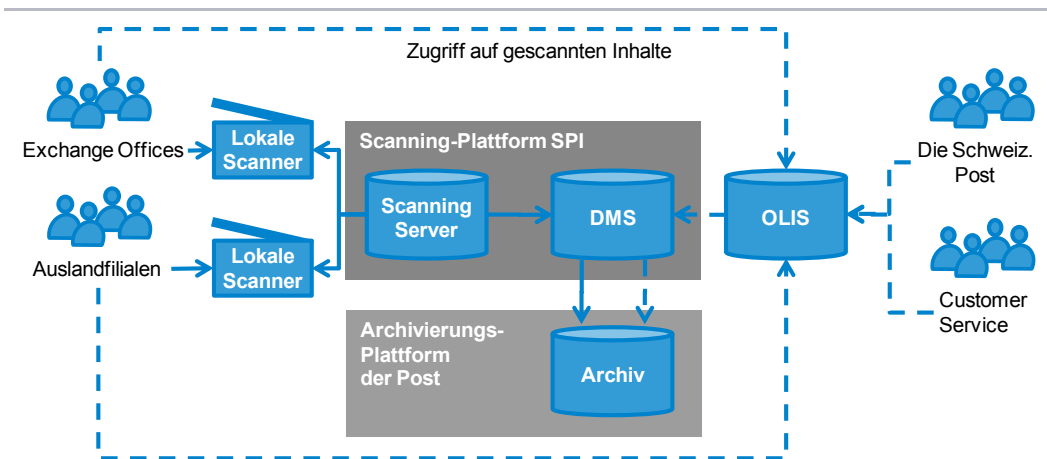 Zugriff auf gescannten Inhalte
Exchange Offices
Lokale
Scanner
Scanning-Plattform SPI
Die Schweiz.
Post
Scanning
Server
DMS
OLIS
Auslandfilialen
Lokale
Scanner
Customer
Service
Archivierungs-
Plattform
der Post
Archiv